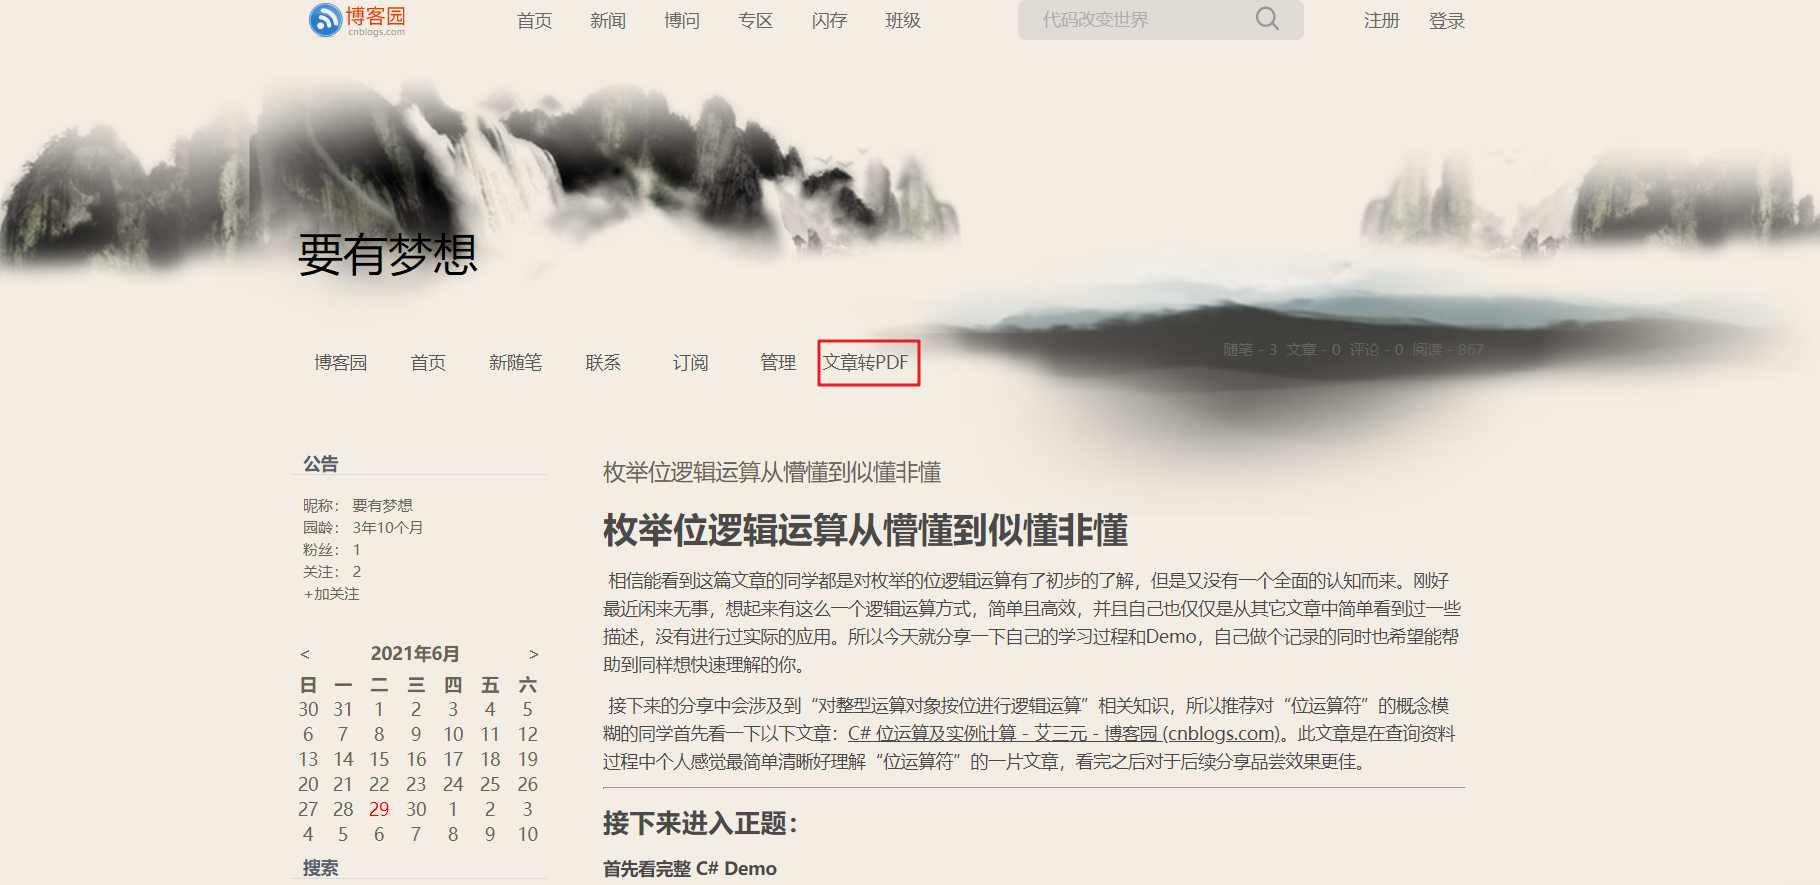 博客园
cnblogs.com
首页 新闻 博问 专区 闪存 班级
代码改变世界
注册 登录
要有梦想
博客园 首页 新随笔 联系 订阅 管理 文章转PDF
随笔 - 3 文章 - 0 评论 - 0 阅读 - 867
公告
昵称： 要有梦想
园龄： 3年10个月
粉丝： 1
关注： 2
+加关注
< 2021年6月 >
日 一 二 三 四 五 六
30 31 1 2 3 4 5
6 7 8 9 10 11 12
13 14 15 16 17 18 19
20 21 22 23 24 25 26
27 28 29 30 1 2 3
4 5 6 7 8 9 10
搜索
枚举位逻辑运算从懵懂到似懂非懂
枚举位逻辑运算从懵懂到似懂非懂
相信能看到这篇文章的同学都是对枚举的位逻辑运算有了初步的了解，但是又没有一个全面的认知而来。刚好
最近闲来无事，想起来有这么一个逻辑运算方式，简单且高效，并且自己也仅仅是从其它文章中简单看到过一些
描述，没有进行过实际的应用。所以今天就分享一下自己的学习过程和Demo，自己做个记录的同时也希望能帮
助到同样想快速理解的你。
接下来的分享中会涉及到“对整型运算对象按位进行逻辑运算”相关知识，所以推荐对“位运算符”的概念模
糊的同学首先看一下以下文章：C# 位运算及实例计算 - 艾三元 - 博客园 (cnblogs.com)。此文章是在查询资料
过程中个人感觉最简单清晰好理解“位运算符”的一片文章，看完之后对于后续分享品尝效果更佳。
接下来进入正题：
首先看完整 C# Demo